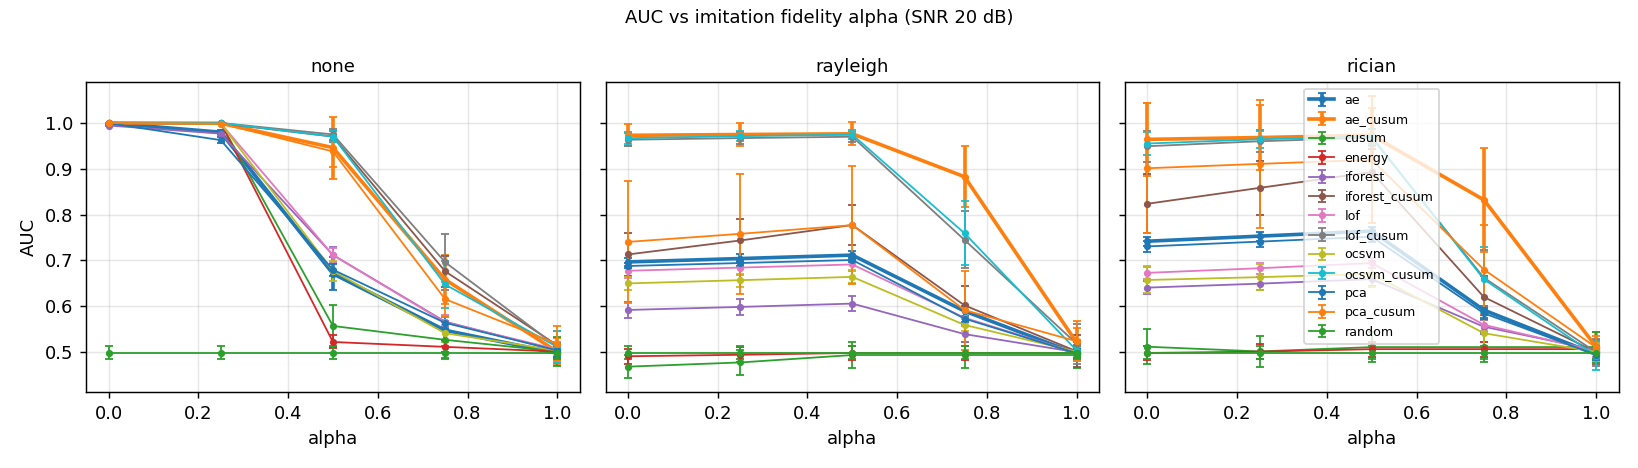 AUC vs imitation fidelity alpha (SNR 20 dB)
none
rayleigh
rician
AUC
1.0
0.9
0.8
0.7
0.6
0.5
0.0 0.2 0.4 0.6 0.8 1.0
0.0 0.2 0.4 0.6 0.8 1.0
0.0 0.2 0.4 0.6 0.8 1.0
alpha
alpha
alpha
ae
ae_cusum
cusum
energy
iforest
iforest_cusum
lof
lof_cusum
ocsvm
ocsvm_cusum
pca
pca_cusum
random